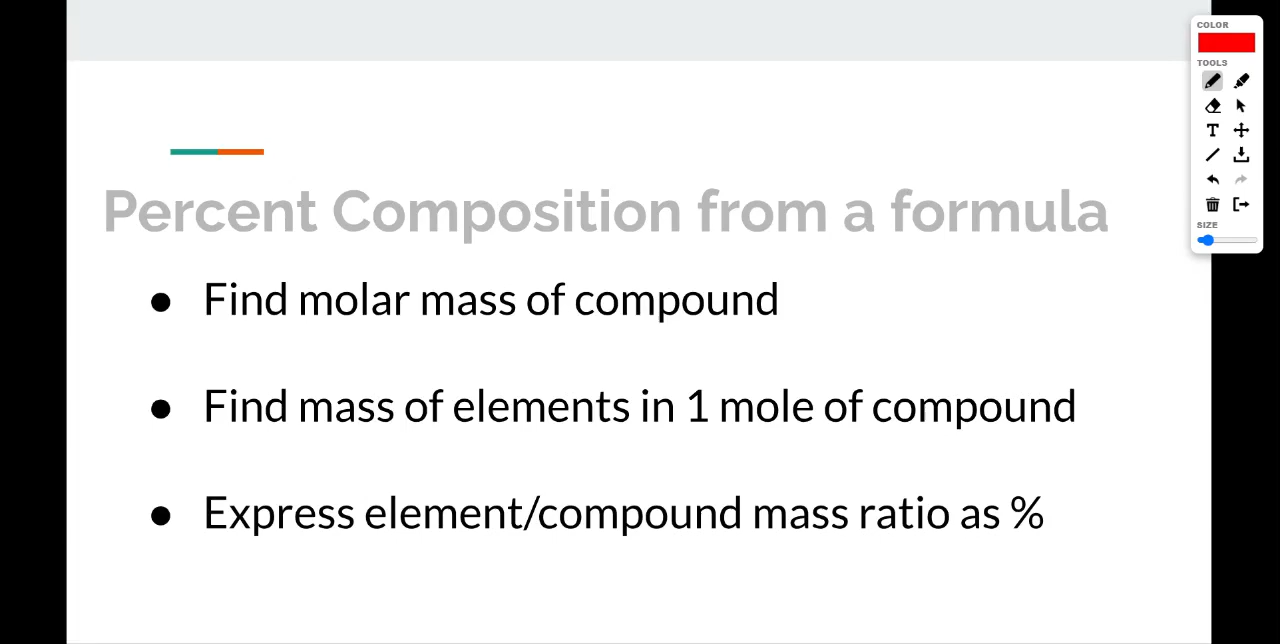 COLOR
TOOLS
T
SIZE
Percent Composition from a formula
● Find molar mass of compound
● Find mass of elements in 1 mole of compound
● Express element/compound mass ratio as %